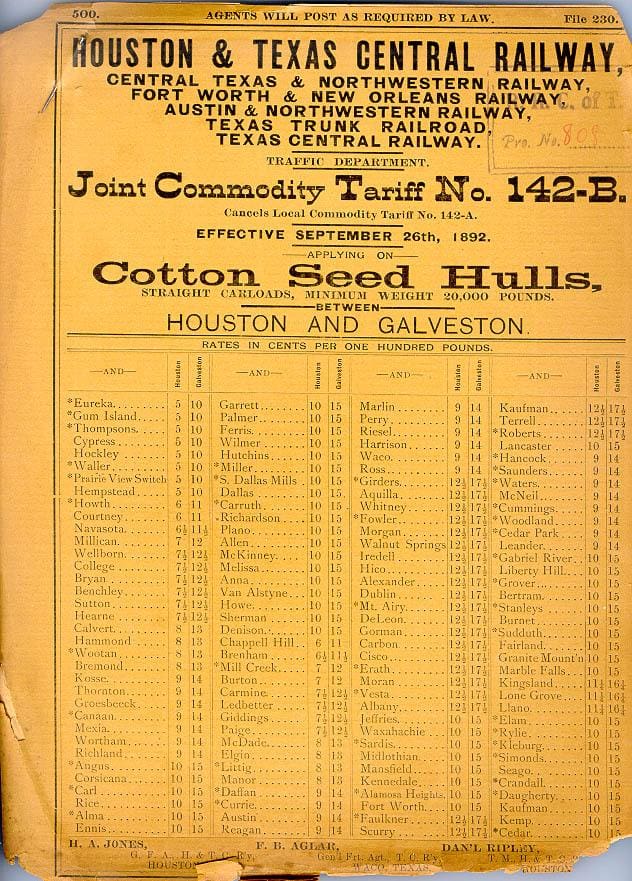 500.
AGENTS WILL POST AS REQUIRED BY LAW.
File 230.
HOUSTON & TEXAS CENTRAL RAILWAY,
CENTRAL TEXAS & NORTHWESTERN RAILWAY,
FORT WORTH & NEW ORLEANS RAILWAY,
AUSTIN & NORTHWESTERN RAILWAY,
TEXAS TRUNK RAILROAD,
TEXAS CENTRAL RAILWAY.
C. of T.
Pro. No. 809
TRAFFIC DEPARTMENT.
Joint Commodity Tariff No. 142-B.
Cancels Local Commodity Tariff No. 142-A.
EFFECTIVE SEPTEMBER 26th, 1892.
APPLYING ON
Cotton Seed Hulls,
STRAIGHT CARLOADS, MINIMUM WEIGHT 20,000 POUNDS.
BETWEEN
HOUSTON AND GALVESTON.
RATES IN CENTS PER ONE HUNDRED POUNDS.
—AND— Houston Galveston
*Eureka 5 10
*Gum Island 5 10
*Thompsons 5 10
Cypress 5 10
Hockley 5 10
*Waller 5 10
*Prairie View Switch 5 10
Hempstead 5 10
*Howth 6 11
Courtney 6 11
Navasota 6½ 11½
Millican 7 12
Wellborn 7½ 12½
College 7½ 12½
Bryan 7½ 12½
Benchley 7½ 12½
Sutton 7½ 12½
Hearne 7½ 12½
Calvert 8 13
Hammond 8 13
*Wootan 8 13
Bremond 8 13
Kosse 9 14
Thornton 9 14
Groesbeeck 9 14
*Canaan 9 14
Mexia 9 14
Wortham 9 14
Richland 9 14
*Angus 10 15
Corsicana 10 15
*Carl 10 15
Rice 10 15
*Alma 10 15
Ennis 10 15
—AND— Houston Galveston
Garrett 10 15
Palmer 10 15
Ferris 10 15
Wilmer 10 15
Hutchins 10 15
*Miller 10 15
*S. Dallas Mills 10 15
Dallas 10 15
*Carruth 10 15
Richardson 10 15
Plano 10 15
Allen 10 15
McKinney 10 15
Melissa 10 15
Anna 10 15
Van Alstyne 10 15
Howe 10 15
Sherman 10 15
Denison 10 15
Chappell Hill 6 11
Brenham 6½ 11½
*Mill Creek 7 12
Burton 7 12
Carmine 7½ 12½
Ledbetter 7½ 12½
Giddings 7½ 12½
Paige 7½ 12½
McDade 8 13
Elgin 8 13
*Littig 8 13
Manor 8 13
*Daffan 9 14
*Currie 9 14
Austin 9 14
Reagan 9 14
—AND— Houston Galveston
Marlin 9 14
Perry 9 14
Riesel 9 14
Harrison 9 14
Waco 9 14
Ross 9 14
*Girders 12½ 17½
Aquilla 12½ 17½
Whitney 12½ 17½
*Fowler 12½ 17½
Morgan 12½ 17½
Walnut Springs 12½ 17½
Iredell 12½ 17½
Hico 12½ 17½
Alexander 12½ 17½
Dublin 12½ 17½
*Mt. Airy 12½ 17½
DeLeon 12½ 17½
Gorman 12½ 17½
Carbon 12½ 17½
Cisco 12½ 17½
*Erath 12½ 17½
Moran 12½ 17½
*Vesta 12½ 17½
Albany 12½ 17½
Jeffries 10 15
Waxahachie 10 15
*Sardis 10 15
Midlothian 10 15
Mansfield 10 15
Kennedale 10 15
*Alamosa Heights 10 15
Fort Worth 10 15
*Faulkner 12½ 17½
Scurry 12½ 17½
—AND— Houston Galveston
Kaufman 12½ 17½
Terrell 12½ 17½
*Roberts 12½ 17½
Lancaster 10 15
*Hancock 9 14
*Saunders 9 14
*Waters 9 14
McNeil 9 14
*Cummings 9 14
*Woodland 9 14
*Cedar Park 9 14
Leander 9 14
*Gabriel River 10 15
Liberty Hill 10 15
*Grover 10 15
Bertram 10 15
*Stanleys 10 15
Burnet 10 15
*Sudduth 10 15
Fairland 10 15
Granite Mount'n 10 15
Marble Falls 10 15
Kingsland 11¼ 16¼
Lone Grove 11¼ 16¼
Llano 11¼ 16¼
*Elam 10 15
*Rylie 10 15
*Kleburg 10 15
*Simonds 10 15
Seago 10 15
*Crandall 10 15
*Daugherty 10 15
Kaufman 10 15
Kemp 10 15
*Cedar 10 15
H. A. JONES,
G. F. A., H. & T. C. R'y,
HOUSTON
F. B. AGLAR,
Gen'l Frt. Agt., T. C. R'y,
WACO, TEXAS.
DAN'L RIPLEY,
T. M., H. & T. C.
HOUSTON